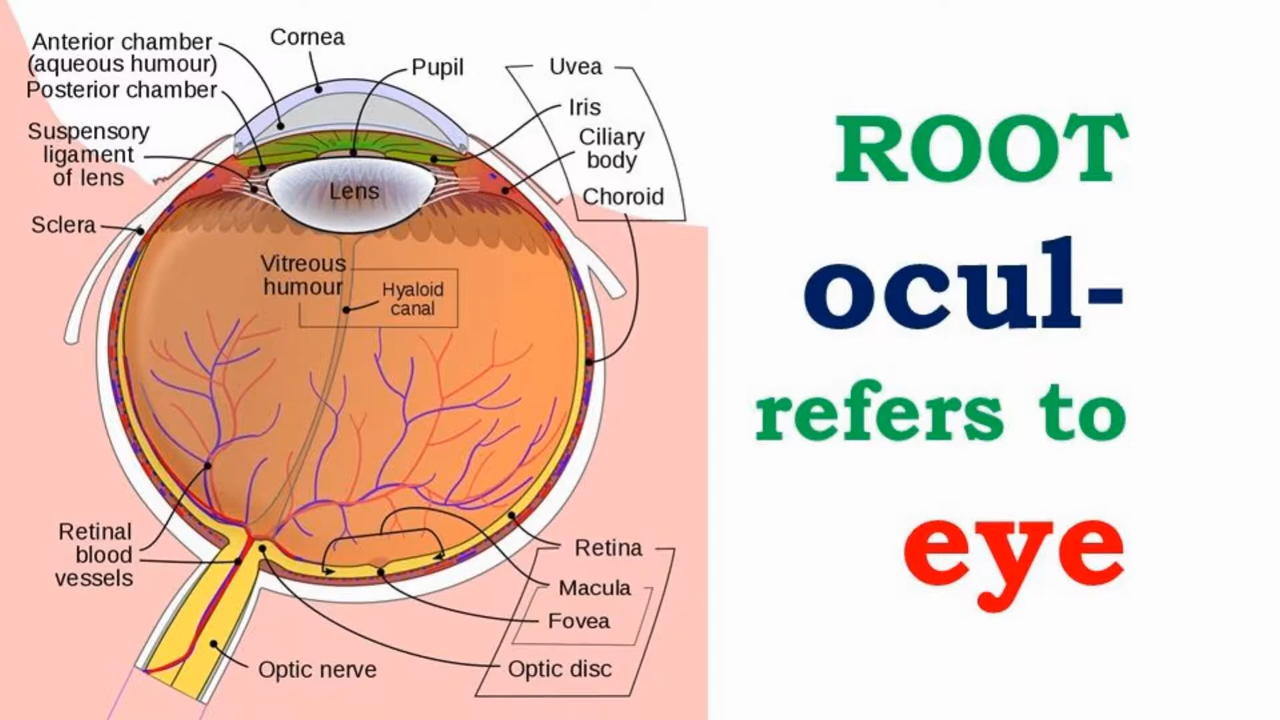 Anterior chamber
(aqueous humour)
Posterior chamber
Suspensory
ligament
of lens
Sclera
Cornea
Pupil
Uvea
Iris
Ciliary
body
Choroid
Lens
Vitreous
humour
Hyaloid
canal
Retinal
blood
vessels
Optic nerve
Retina
Macula
Fovea
Optic disc
ROOT
ocul-
refers to
eye